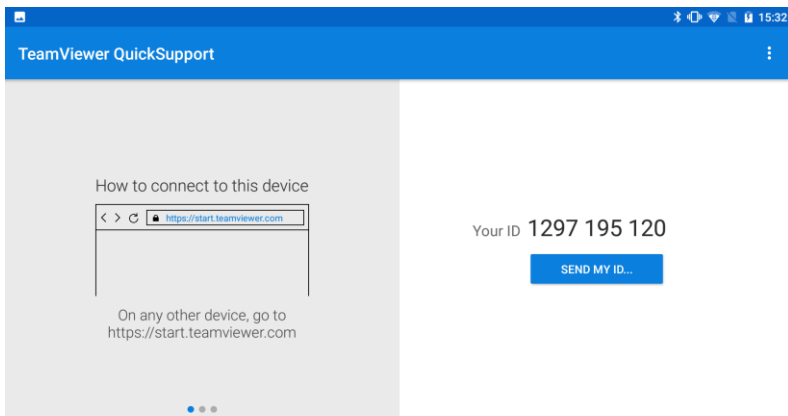 15:32
TeamViewer QuickSupport
How to connect to this device
https://start.teamviewer.com
On any other device, go to
https://start.teamviewer.com
Your ID 1297 195 120
SEND MY ID...